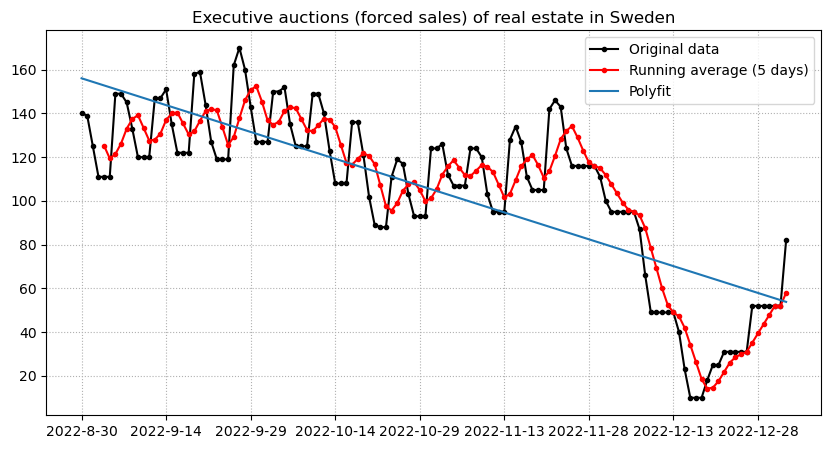 Executive auctions (forced sales) of real estate in Sweden
Original data
Running average (5 days)
Polyfit
160
140
120
100
80
60
40
20
2022-8-30 2022-9-14 2022-9-29 2022-10-14 2022-10-29 2022-11-13 2022-11-28 2022-12-13 2022-12-28